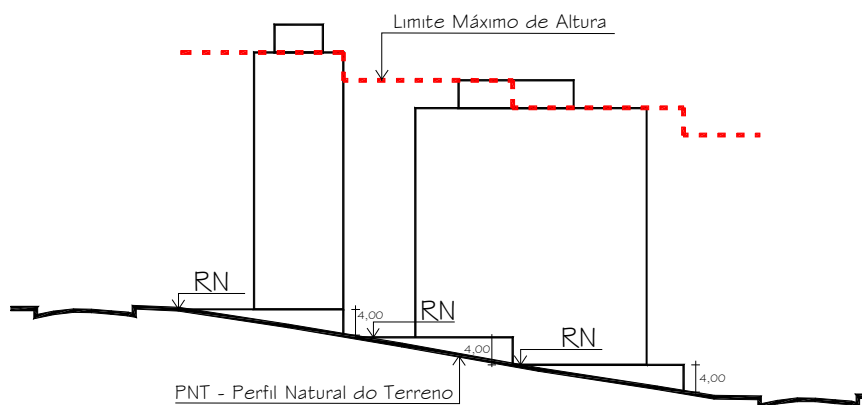 Limite Máximo de Altura
RN
4,00
RN
4,00
RN
4,00
PNT - Perfil Natural do Terreno